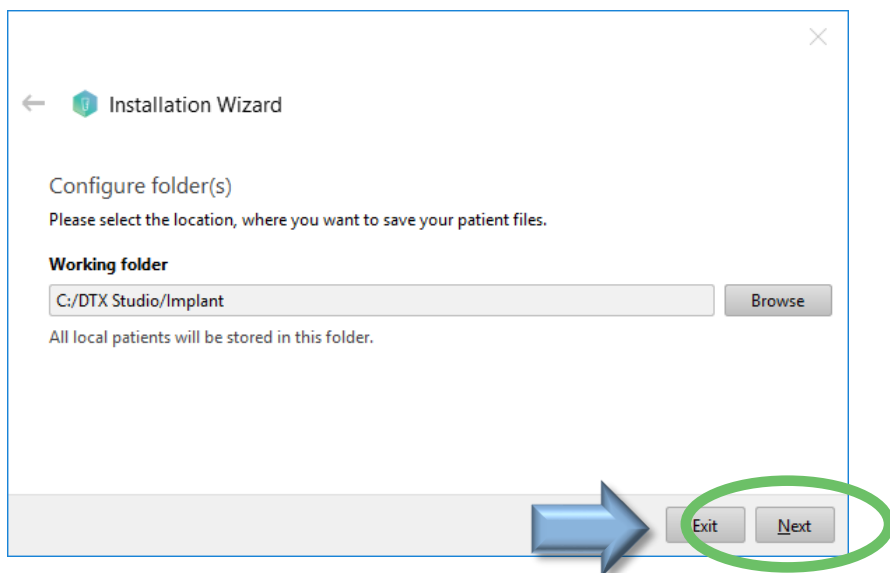 Installation Wizard
Configure folder(s)
Please select the location, where you want to save your patient files.
Working folder
C:/DTX Studio/Implant
Browse
All local patients will be stored in this folder.
Exit
Next